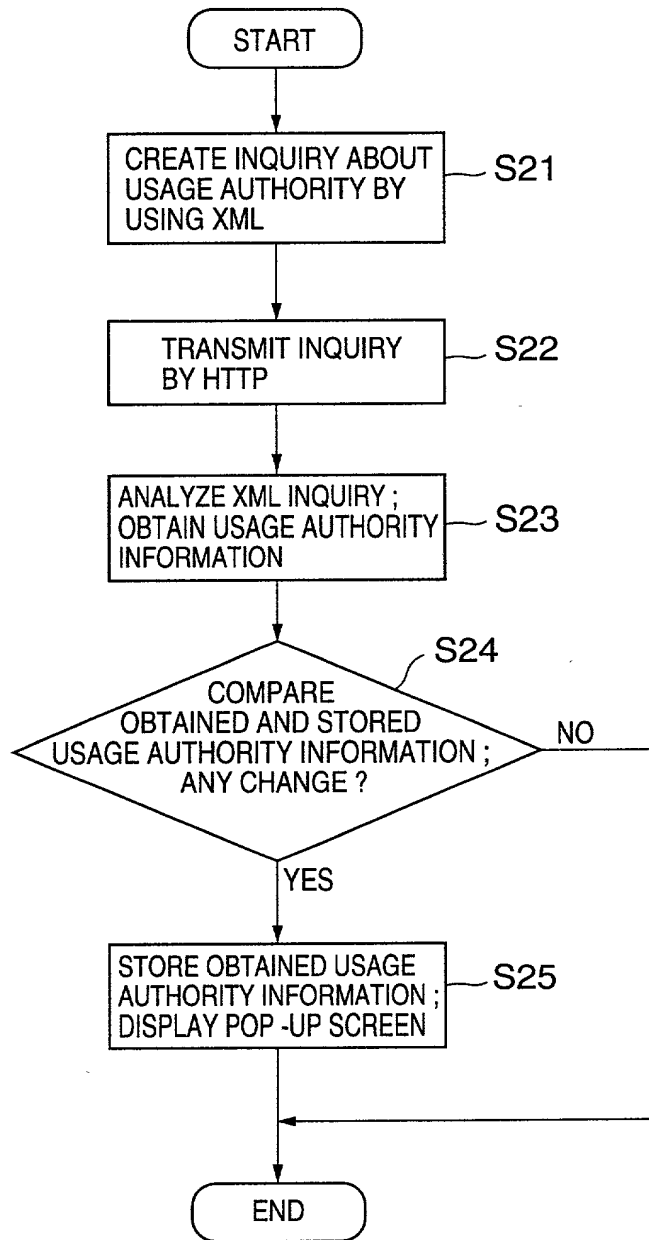 START
CREATE INQUIRY ABOUT
USAGE AUTHORITY BY
USING XML
S21
TRANSMIT INQUIRY
BY HTTP
S22
ANALYZE XML INQUIRY ;
OBTAIN USAGE AUTHORITY
INFORMATION
S23
S24
COMPARE
OBTAINED AND STORED
USAGE AUTHORITY INFORMATION ;
ANY CHANGE ?
NO
YES
STORE OBTAINED USAGE
AUTHORITY INFORMATION ;
DISPLAY POP -UP SCREEN
S25
END